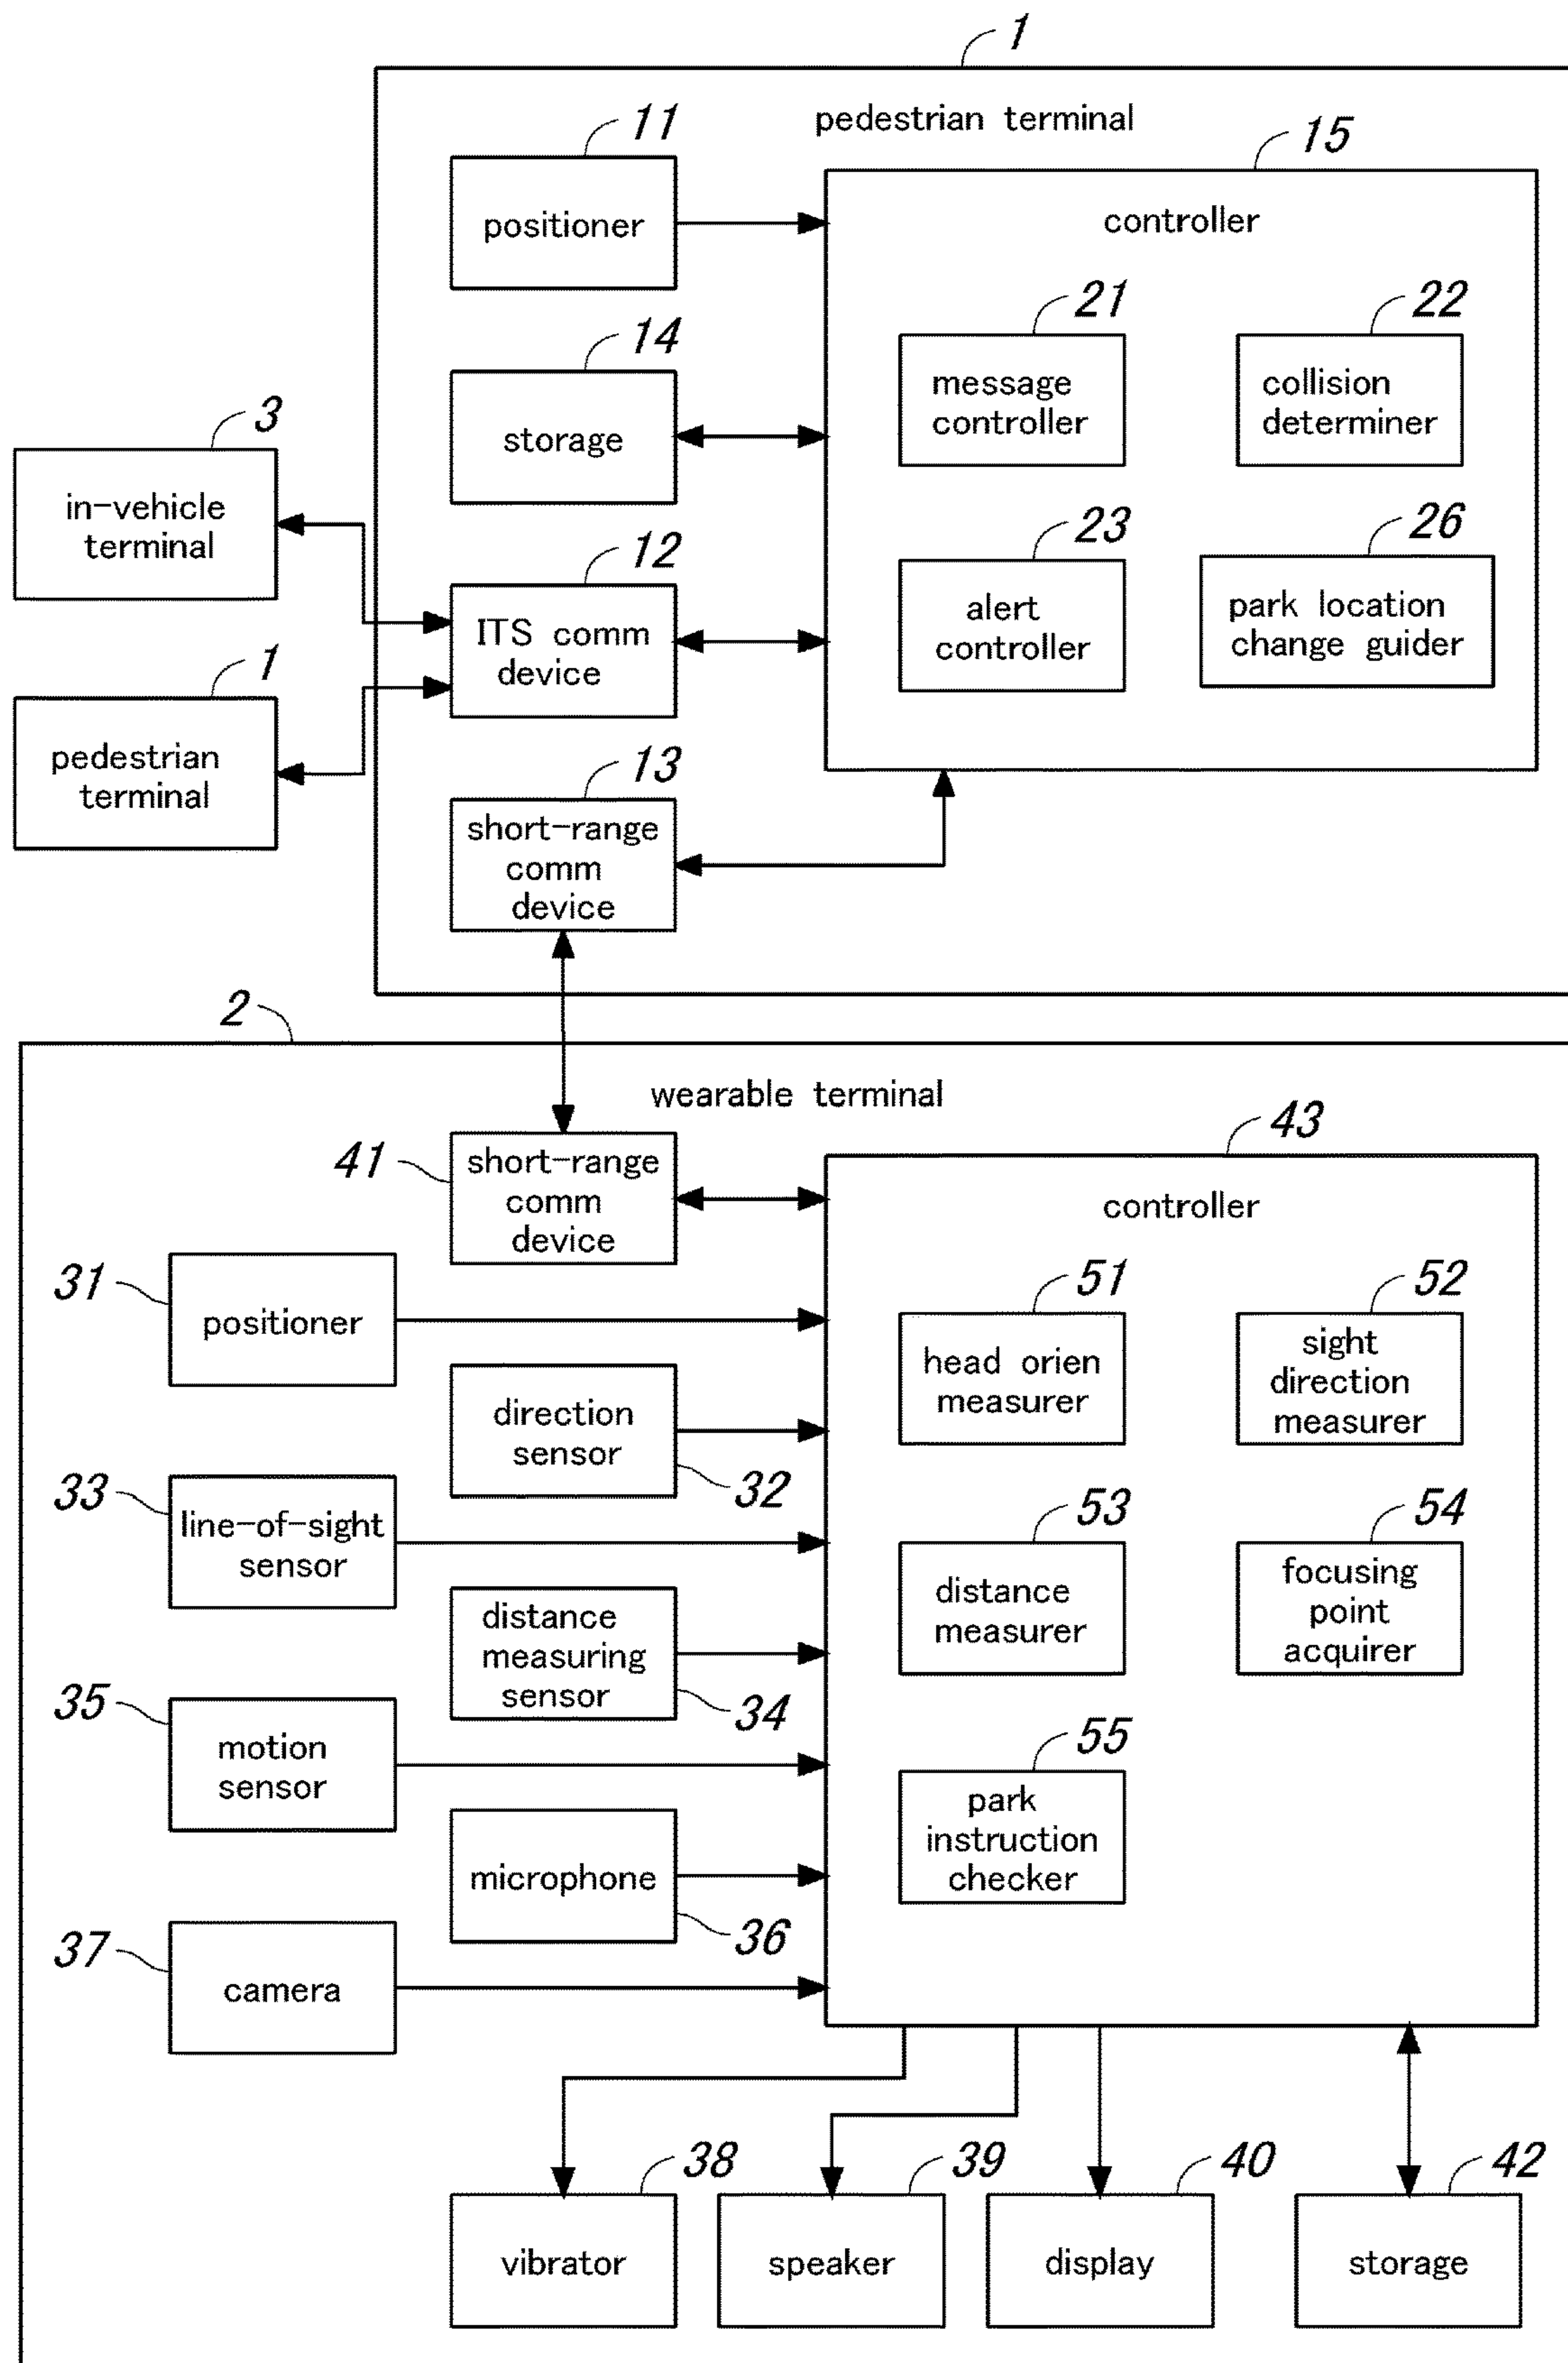 1
pedestrian terminal
11
positioner
15
controller
14
storage
21
message
controller
22
collision
determiner
3
in-vehicle
terminal
12
ITS comm
device
23
alert
controller
26
park location
change guider
1
pedestrian
terminal
13
short-range
comm
device
2
wearable terminal
41
short-range
comm
device
43
controller
31
positioner
51
head orien
measurer
52
sight
direction
measurer
direction
sensor
32
33
line-of-sight
sensor
53
distance
measurer
54
focusing
point
acquirer
distance
measuring
sensor
34
35
motion
sensor
55
park
instruction
checker
microphone
36
37
camera
38
vibrator
39
speaker
40
display
42
storage